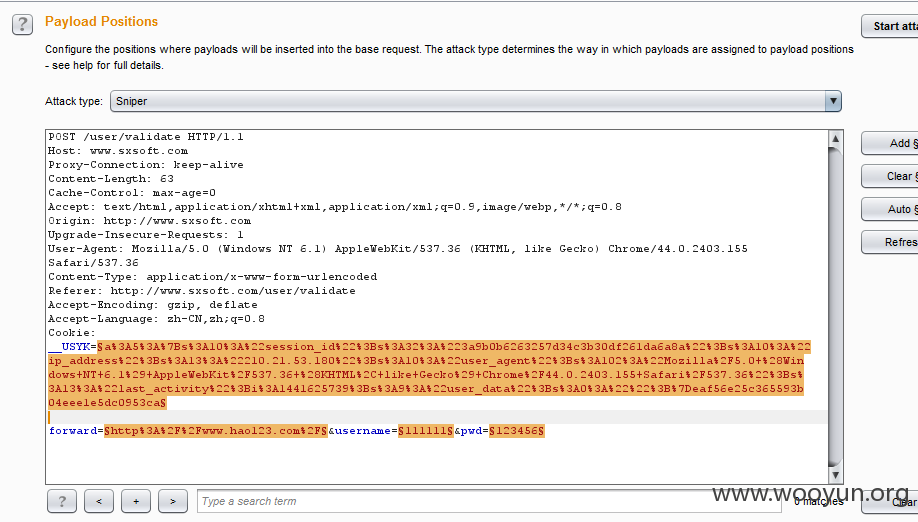 ?
Payload Positions
Start atta
Configure the positions where payloads will be inserted into the base request. The attack type determines the way in which payloads are assigned to payload positions
- see help for full details.
Attack type: Sniper
POST /user/validate HTTP/1.1
Host: www.sxsoft.com
Proxy-Connection: keep-alive
Content-Length: 63
Cache-Control: max-age=0
Accept: text/html,application/xhtml+xml,application/xml;q=0.9,image/webp,*/*;q=0.8
Origin: http://www.sxsoft.com
Upgrade-Insecure-Requests: 1
User-Agent: Mozilla/5.0 (Windows NT 6.1) AppleWebKit/537.36 (KHTML, like Gecko) Chrome/44.0.2403.155
Safari/537.36
Content-Type: application/x-www-form-urlencoded
Referer: http://www.sxsoft.com/user/validate
Accept-Encoding: gzip, deflate
Accept-Language: zh-CN,zh;q=0.8
Cookie:
__USYK=§a%3A5%3A%7Bs%3A10%3A%22session_id%22%3Bs%3A32%3A%223a9b0b6263257d34c3b30df261da6a8a%22%3Bs%3A10%3A%22
ip_address%22%3Bs%3A13%3A%22210.21.53.180%22%3Bs%3A10%3A%22user_agent%22%3Bs%3A102%3A%22Mozilla%2F5.0+%28Win
dows+NT+6.1%29+AppleWebKit%2F537.36+%28KHTML%2C+like+Gecko%29+Chrome%2F44.0.2403.155+Safari%2F537.36%22%3Bs%
3A13%3A%22last_activity%22%3Bi%3A1441625739%3Bs%3A9%3A%22user_data%22%3Bs%3A0%3A%22%22%3B%7Deaf56e25c365593b
04eee1e5dc0953ca§
forward=§http%3A%2F%2Fwww.hao123.com%2F§&username=§111111§&pwd=§123456§
Add §
Clear §
Auto §
Refres
?
<
+
>
Type a search term
0 matches
Clear
www.wooyun.org